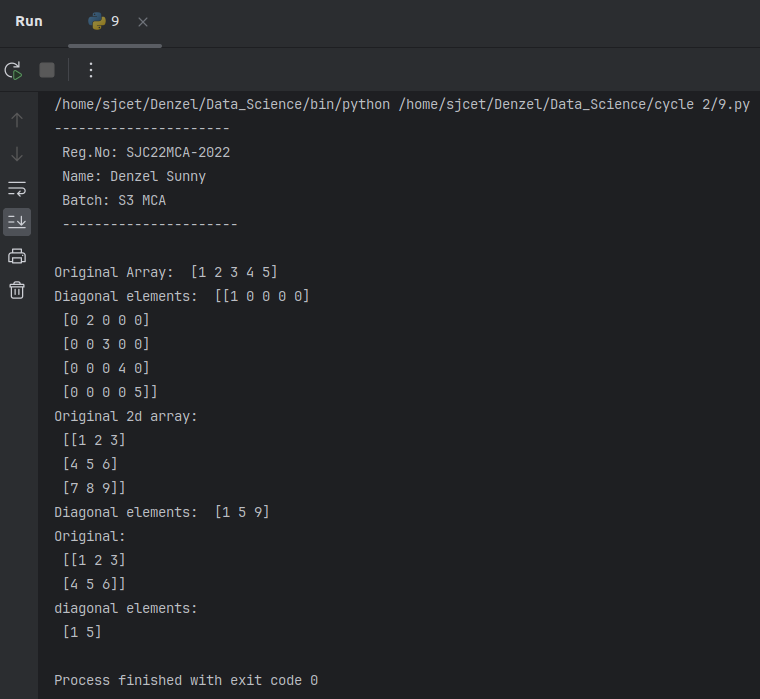 Run
9
/home/sjcet/Denzel/Data_Science/bin/python /home/sjcet/Denzel/Data_Science/cycle 2/9.py
----------------------
Reg.No: SJC22MCA-2022
Name: Denzel Sunny
Batch: S3 MCA
----------------------
Original Array:  [1 2 3 4 5]
Diagonal elements:  [[1 0 0 0 0]
[0 2 0 0 0]
[0 0 3 0 0]
[0 0 0 4 0]
[0 0 0 0 5]]
Original 2d array:
[[1 2 3]
[4 5 6]
[7 8 9]]
Diagonal elements:  [1 5 9]
Original:
[[1 2 3]
[4 5 6]]
diagonal elements:
[1 5]
Process finished with exit code 0